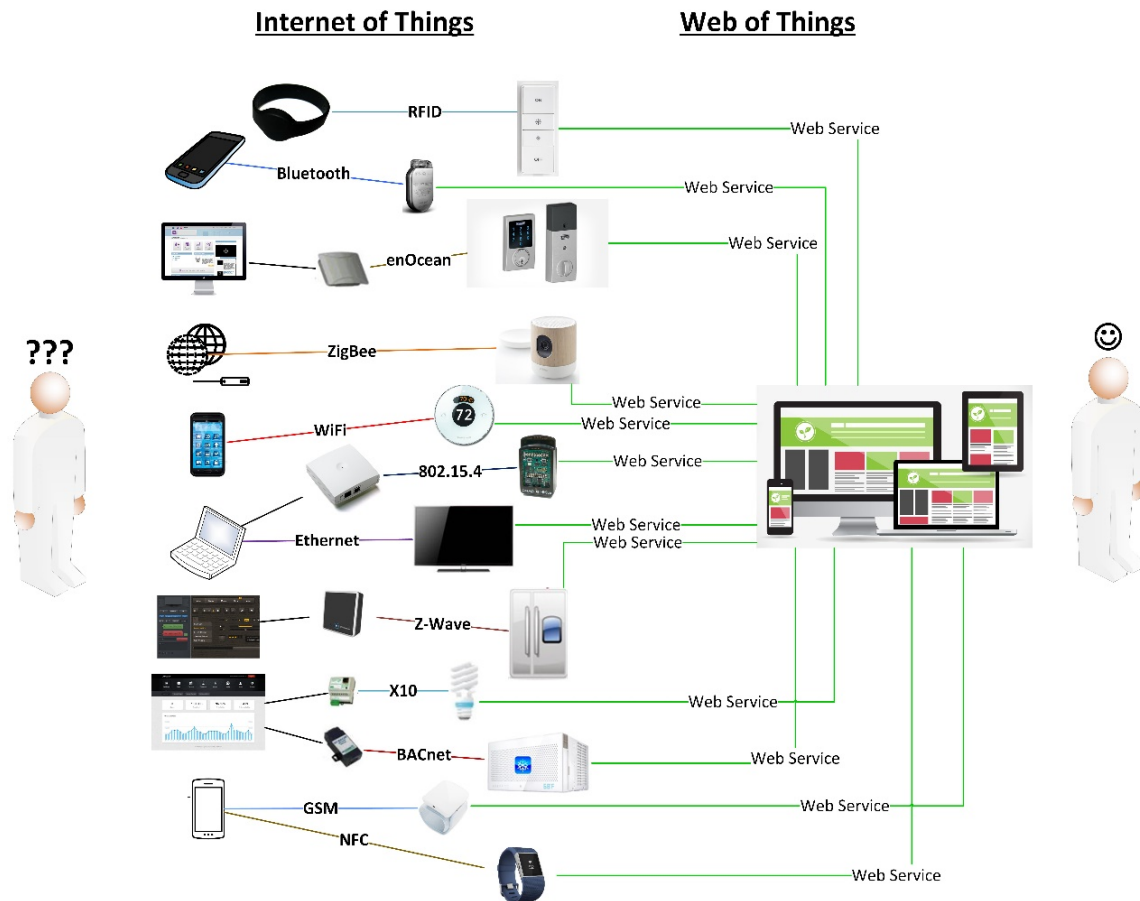 Internet of Things
Web of Things
RFID
ON
OFF
Web Service
Bluetooth
Web Service
enOcean
Web Service
???
ZigBee
Web Service
WiFi
72
Web Service
802.15.4
Web Service
Ethernet
Web Service
Web Service
Z-Wave
X10
Web Service
BACnet
Web Service
GSM
Web Service
NFC
Web Service